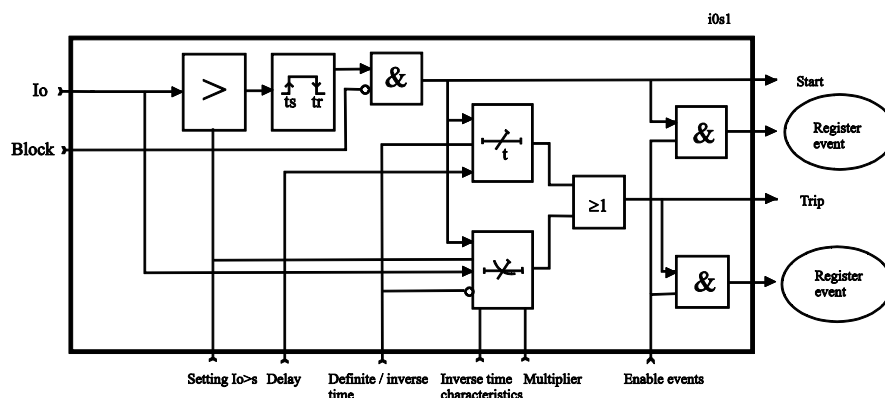 i0s1
Io
>
ts tr
&
Start
Block
t
&
Register
event
≥1
Trip
&
Register
event
Setting Io>s
Delay
Definite / inverse
time
Inverse time
characteristics
Multiplier
Enable events